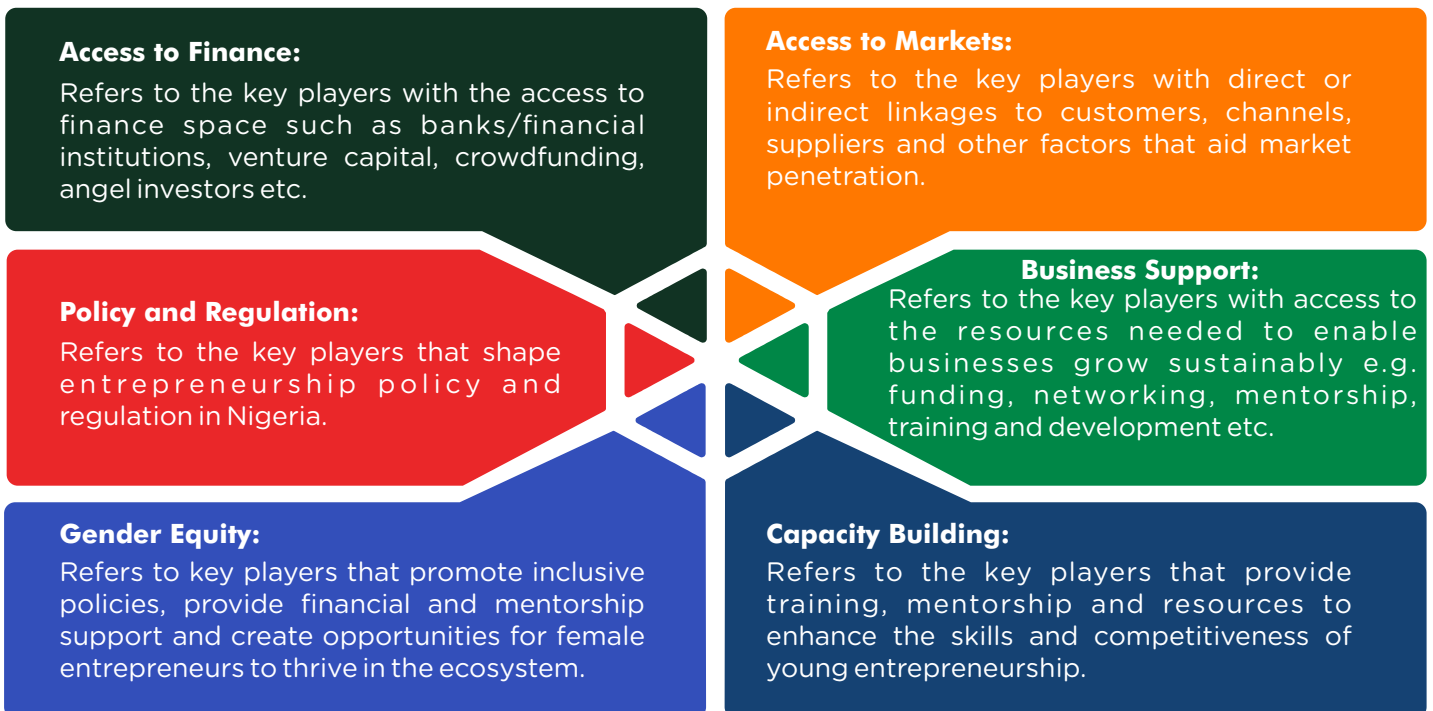 Access to Finance:
Refers to the key players with the access to
finance space such as banks/financial
institutions, venture capital, crowdfunding,
angel investors etc.
Access to Markets:
Refers to the key players with direct or
indirect linkages to customers, channels,
suppliers and other factors that aid market
penetration.
Policy and Regulation:
Refers to the key players that shape
entrepreneurship policy and
regulation in Nigeria.
Business Support:
Refers to the key players with access to
the resources needed to enable
businesses grow sustainably e.g.
funding, networking, mentorship,
training and development etc.
Gender Equity:
Refers to key players that promote inclusive
policies, provide financial and mentorship
support and create opportunities for female
entrepreneurs to thrive in the ecosystem.
Capacity Building:
Refers to the key players that provide
training, mentorship and resources to
enhance the skills and competitiveness of
young entrepreneurship.